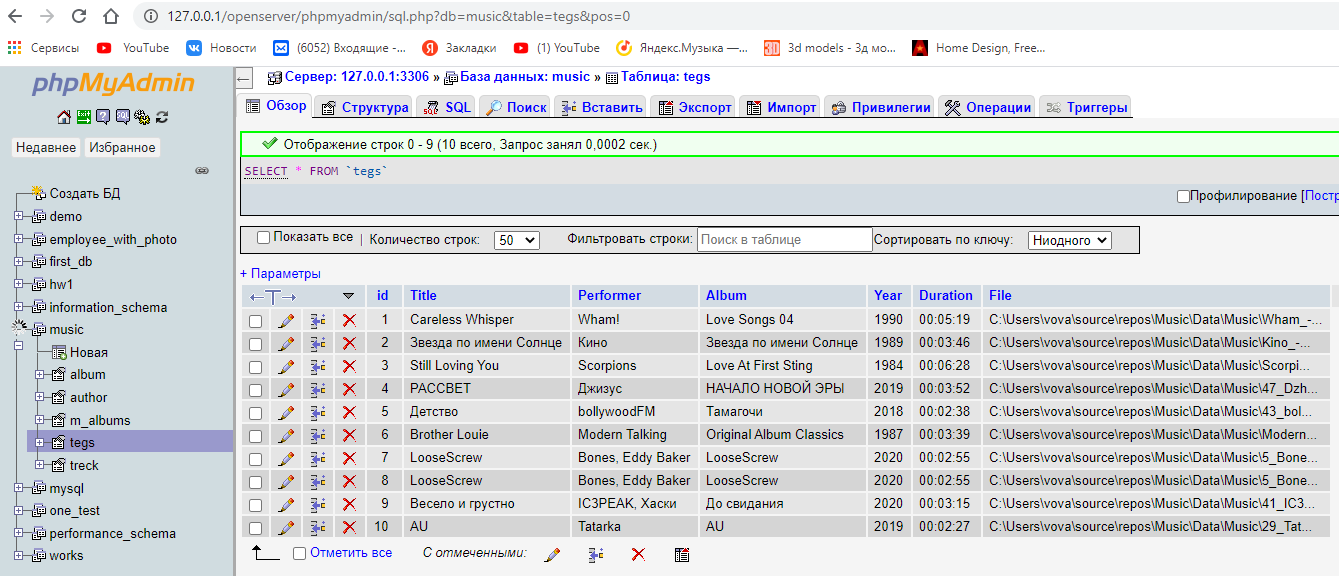 127.0.0.1/openserver/phpmyadmin/sql.php?db=music&table=tegs&pos=0
Сервисы YouTube Новости (6052) Входящие -... Закладки (1) YouTube Яндекс.Музыка —... 3d models - 3д мо... Home Design, Free...
phpMyAdmin
Недавнее Избранное
Создать БД
demo
employee_with_photo
first_db
hw1
information_schema
music
Новая
album
author
m_albums
tegs
treck
mysql
one_test
performance_schema
works
Сервер: 127.0.0.1:3306 » База данных: music » Таблица: tegs
Обзор Структура SQL Поиск Вставить Экспорт Импорт Привилегии Операции Триггеры
Отображение строк 0 - 9 (10 всего, Запрос занял 0,0002 сек.)
SELECT * FROM `tegs`
Профилирование [Постр
Показать все | Количество строк: 50 Фильтровать строки: Поиск в таблице Сортировать по ключу: Ниодного
+ Параметры
←T→ id Title Performer Album Year Duration File
1 Careless Whisper Wham! Love Songs 04 1990 00:05:19 C:\Users\vova\source\repos\Music\Data\Music\Wham_-...
2 Звезда по имени Солнце Кино Звезда по имени Солнце 1989 00:03:46 C:\Users\vova\source\repos\Music\Data\Music\Kino_-...
3 Still Loving You Scorpions Love At First Sting 1984 00:06:28 C:\Users\vova\source\repos\Music\Data\Music\Scorpi...
4 РАССВЕТ Джизус НАЧАЛО НОВОЙ ЭРЫ 2019 00:03:52 C:\Users\vova\source\repos\Music\Data\Music\47_Dzh...
5 Детство bollywoodFM Тамагочи 2018 00:02:38 C:\Users\vova\source\repos\Music\Data\Music\43_bol...
6 Brother Louie Modern Talking Original Album Classics 1987 00:03:39 C:\Users\vova\source\repos\Music\Data\Music\Modern...
7 LooseScrew Bones, Eddy Baker LooseScrew 2020 00:02:55 C:\Users\vova\source\repos\Music\Data\Music\5_Bone...
8 LooseScrew Bones, Eddy Baker LooseScrew 2020 00:02:55 C:\Users\vova\source\repos\Music\Data\Music\5_Bone...
9 Весело и грустно IC3PEAK, Хаски До свидания 2020 00:03:15 C:\Users\vova\source\repos\Music\Data\Music\41_IC3...
10 AU Tatarka AU 2019 00:02:27 C:\Users\vova\source\repos\Music\Data\Music\29_Tat...
Отметить все С отмеченными: